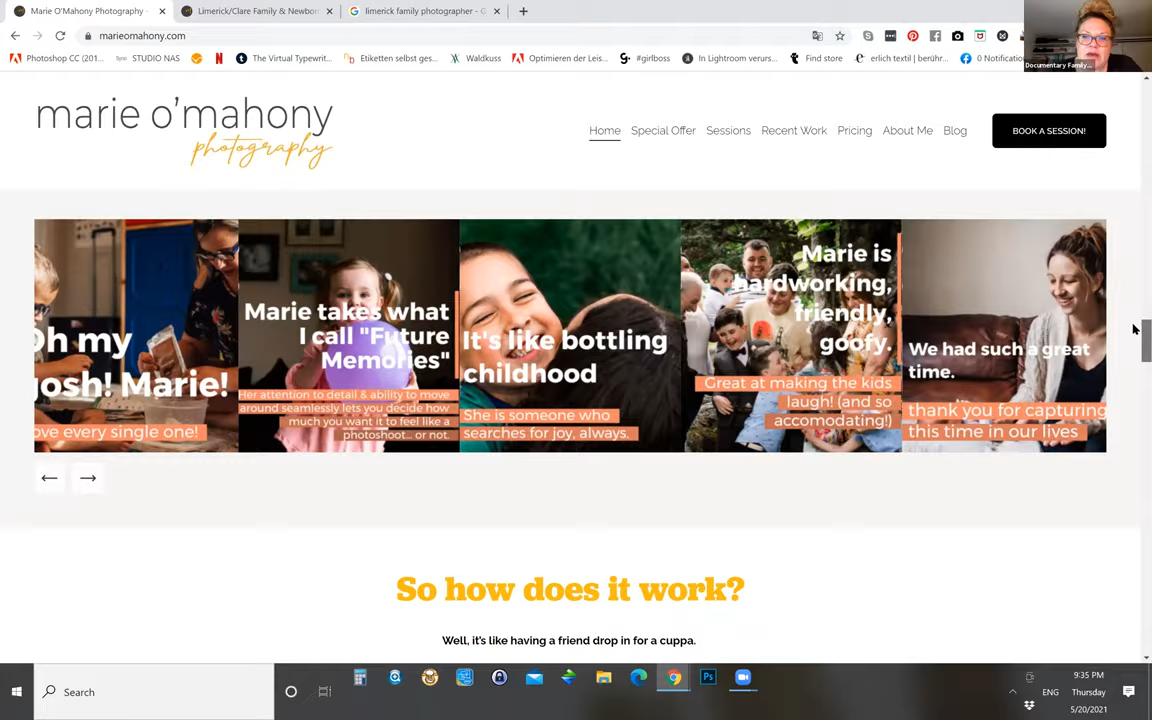 Marie O'Mahony Photography -
Limerick/Clare Family & Newborn
limerick family photographer - G
marieomahony.com
Photoshop CC (201...
STUDIO NAS
The Virtual Typewrit...
Etiketten selbst ges...
Waldkuss
Optimieren der Leis...
#girlboss
In Lightroom verurs...
Find store
erlich textil | berühr...
0 Notification
Documentary Family...
marie o'mahony
photography
Home
Special Offer
Sessions
Recent Work
Pricing
About Me
Blog
BOOK A SESSION!
Oh my
gosh! Marie!
ove every single one!
Marie takes what
I call "Future
Memories"
Her attention to detail & ability to move
around seamlessly lets you decide how
much you want it to feel like a
photoshoot... or not.
It's like bottling
childhood
She is someone who
searches for joy, always.
Marie is
hardworking,
friendly,
goofy.
Great at making the kids
laugh! (and so
accomodating!)
We had such a great
time.
thank you for capturing
this time in our lives
So how does it work?
Well, it's like having a friend drop in for a cuppa.
Search
Ps
ENG
9:35 PM
Thursday
5/20/2021